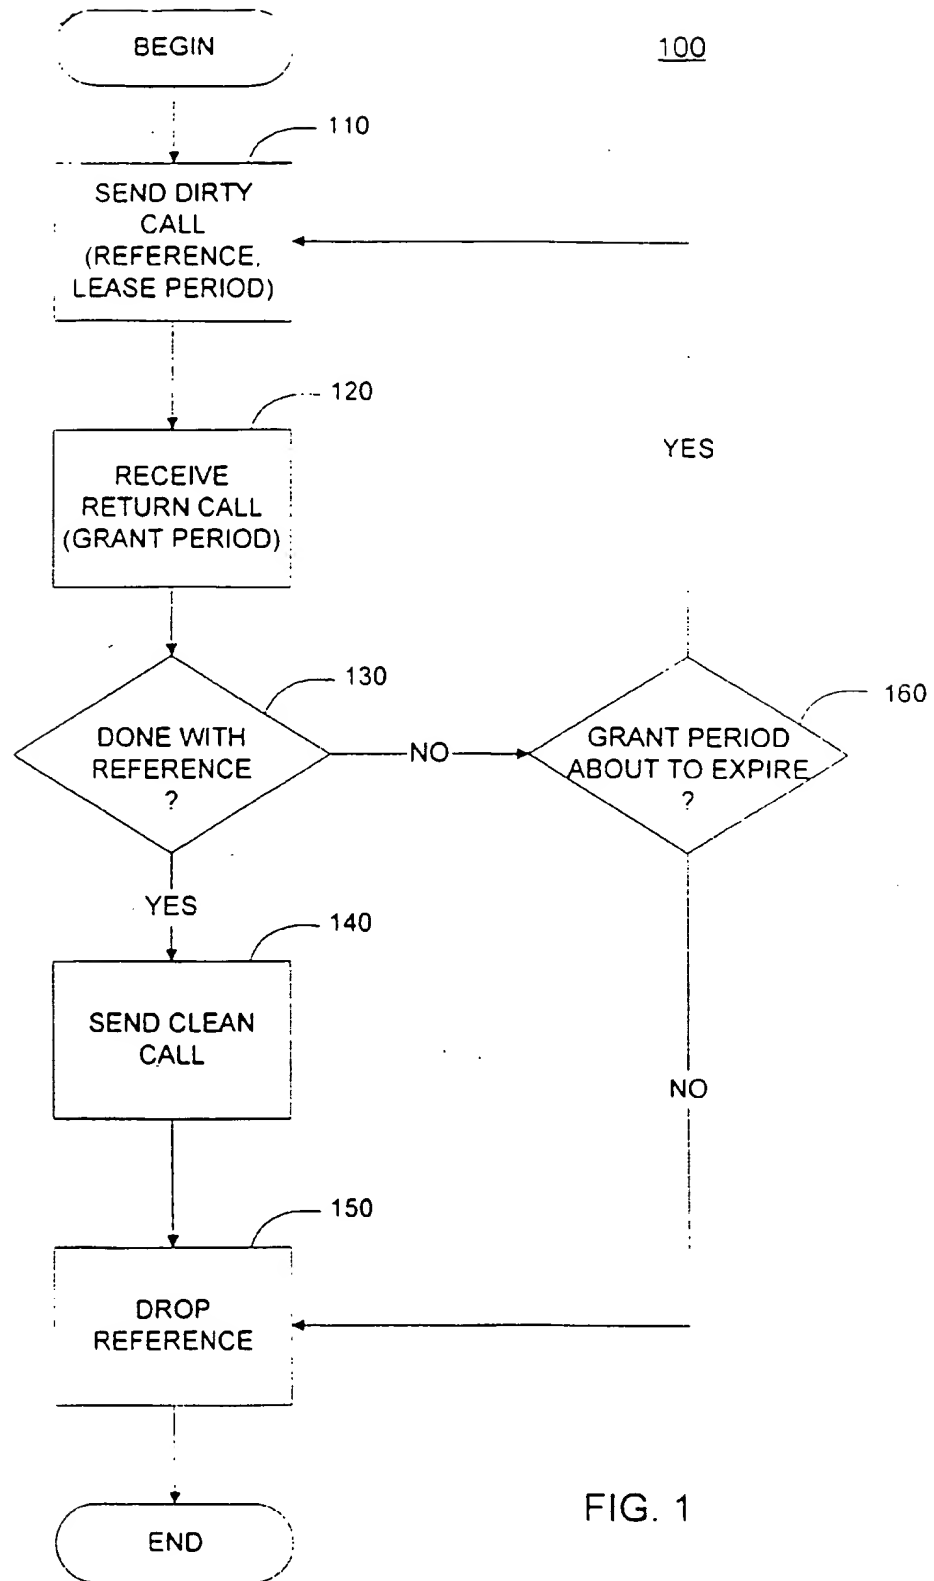 BEGIN
100
110
SEND DIRTY
CALL
(REFERENCE,
LEASE PERIOD)
120
RECEIVE
RETURN CALL
(GRANT PERIOD)
YES
130
DONE WITH
REFERENCE
?
NO
160
GRANT PERIOD
ABOUT TO EXPIRE
?
YES
140
SEND CLEAN
CALL
NO
150
DROP
REFERENCE
END
FIG. 1